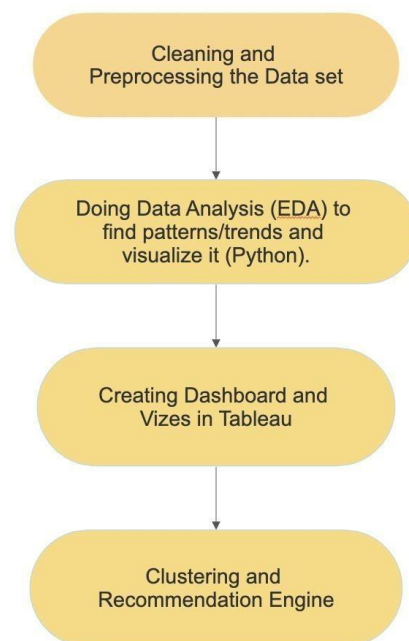 Cleaning and
Preprocessing the Data set
Doing Data Analysis (EDA) to
find patterns/trends and
visualize it (Python).
Creating Dashboard and
Vizes in Tableau
Clustering and
Recommendation Engine